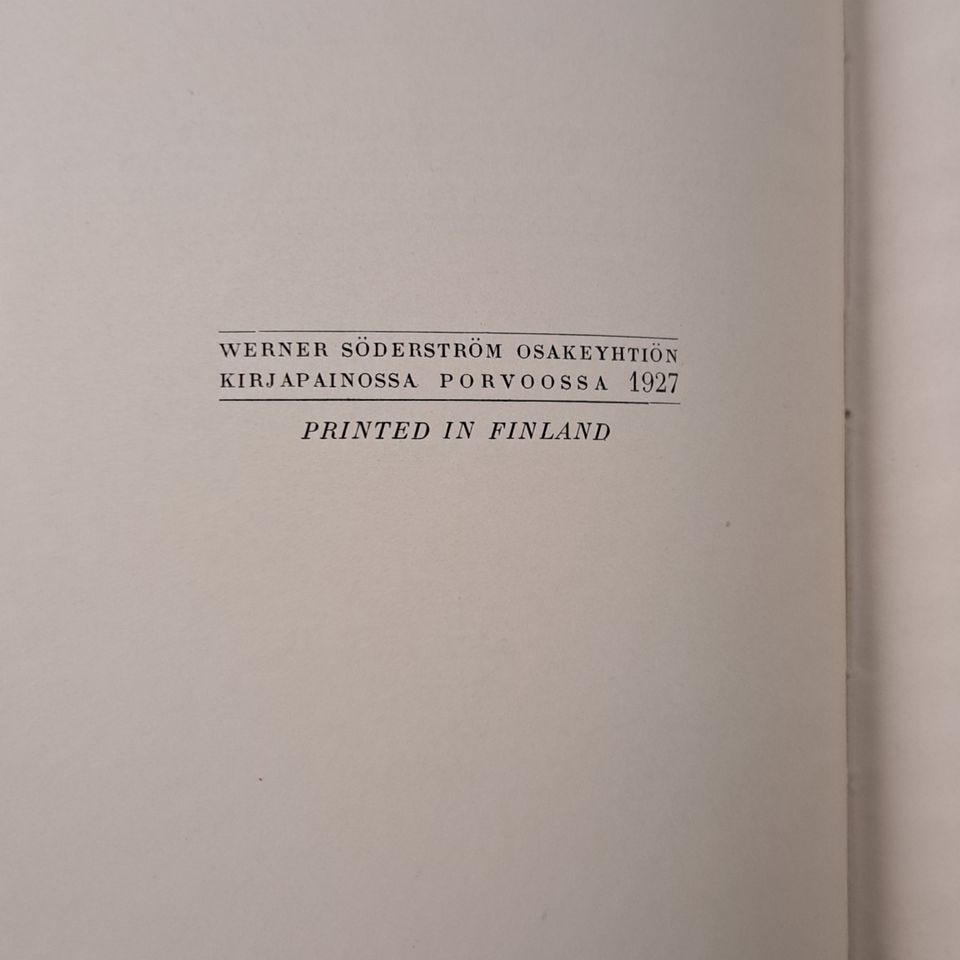 WERNER SÖDERSTRÖM OSAKEYHTIÖN
KIRJAPAINOSSA PORVOOSSA 1927
PRINTED IN FINLAND